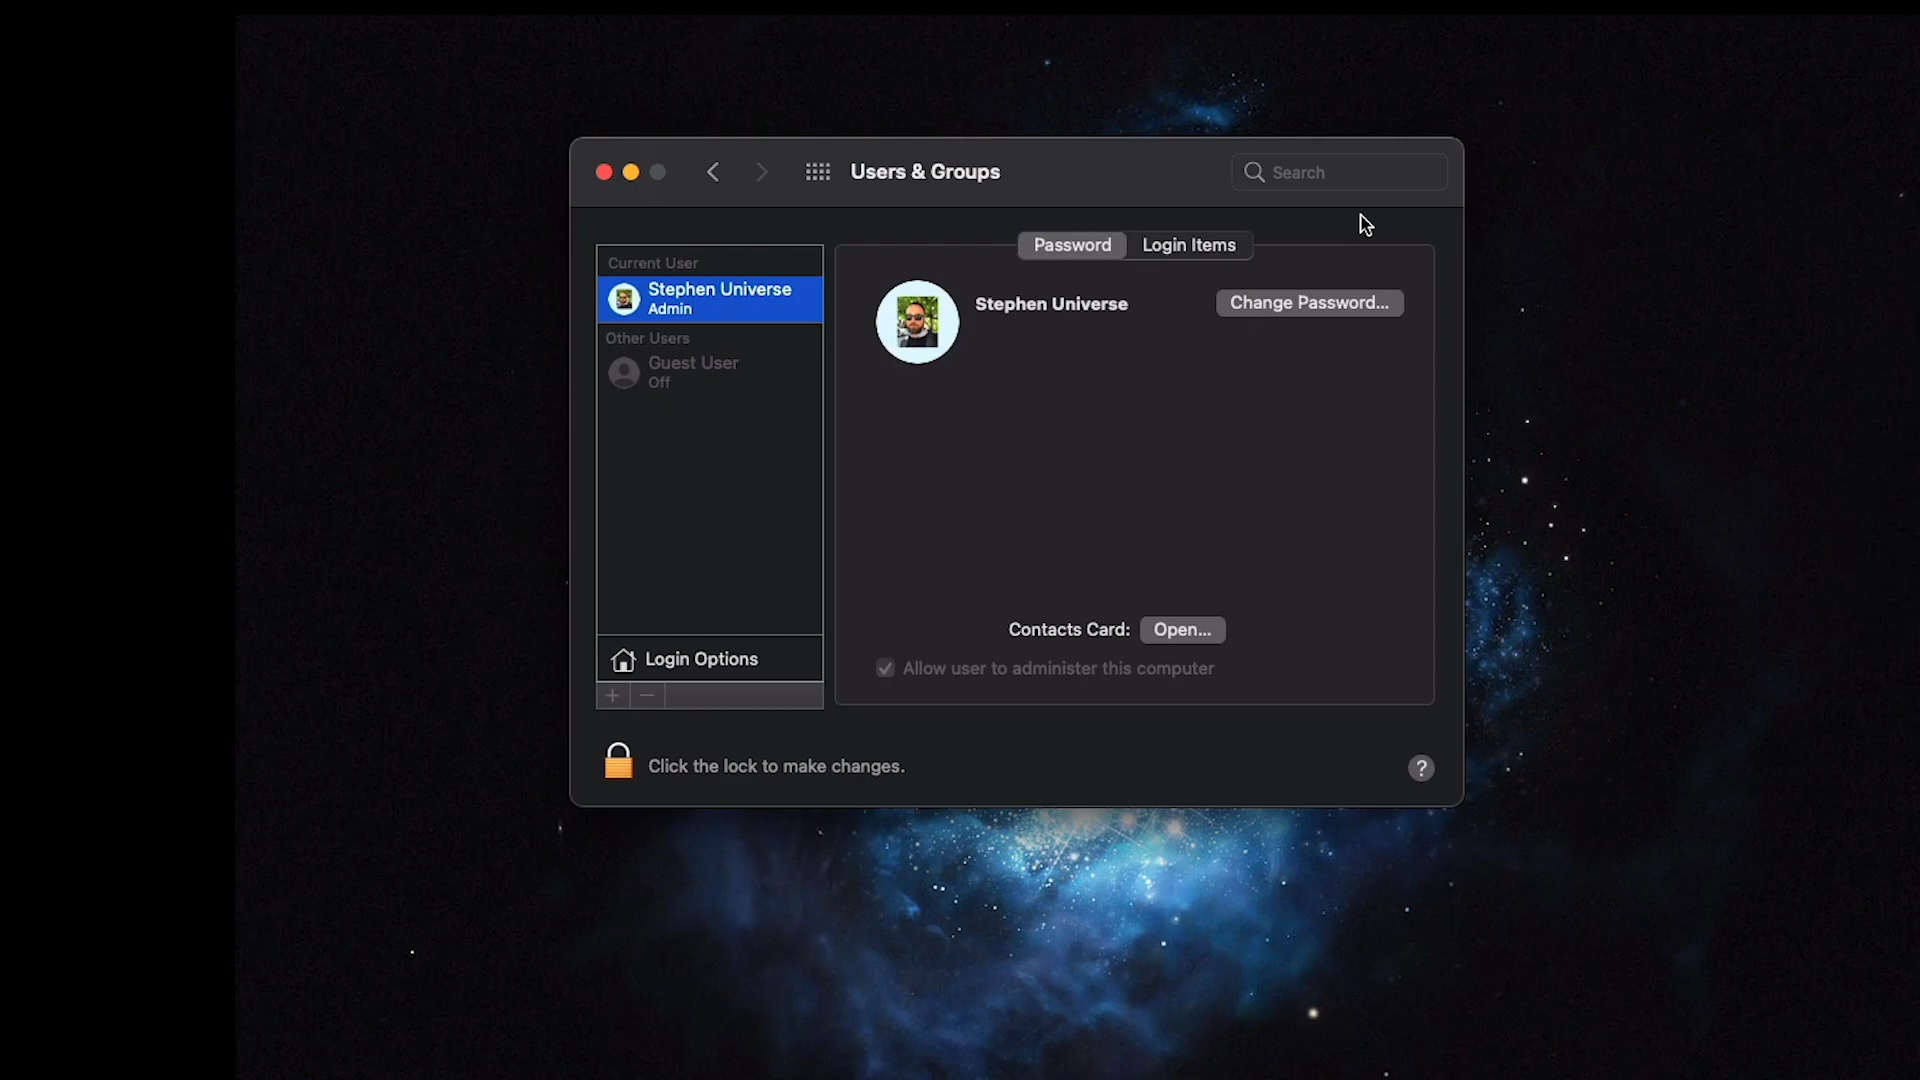 Users & Groups
Search
Password
Login Items
Current User
Stephen Universe
Admin
Other Users
Guest User
Off
Login Options
+
−
Stephen Universe
Change Password...
Contacts Card:
Open...
Allow user to administer this computer
Click the lock to make changes.
?